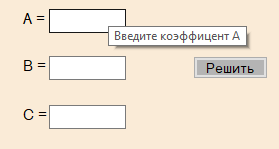 A =
Введите коэффицент А
B =
Решить
C =